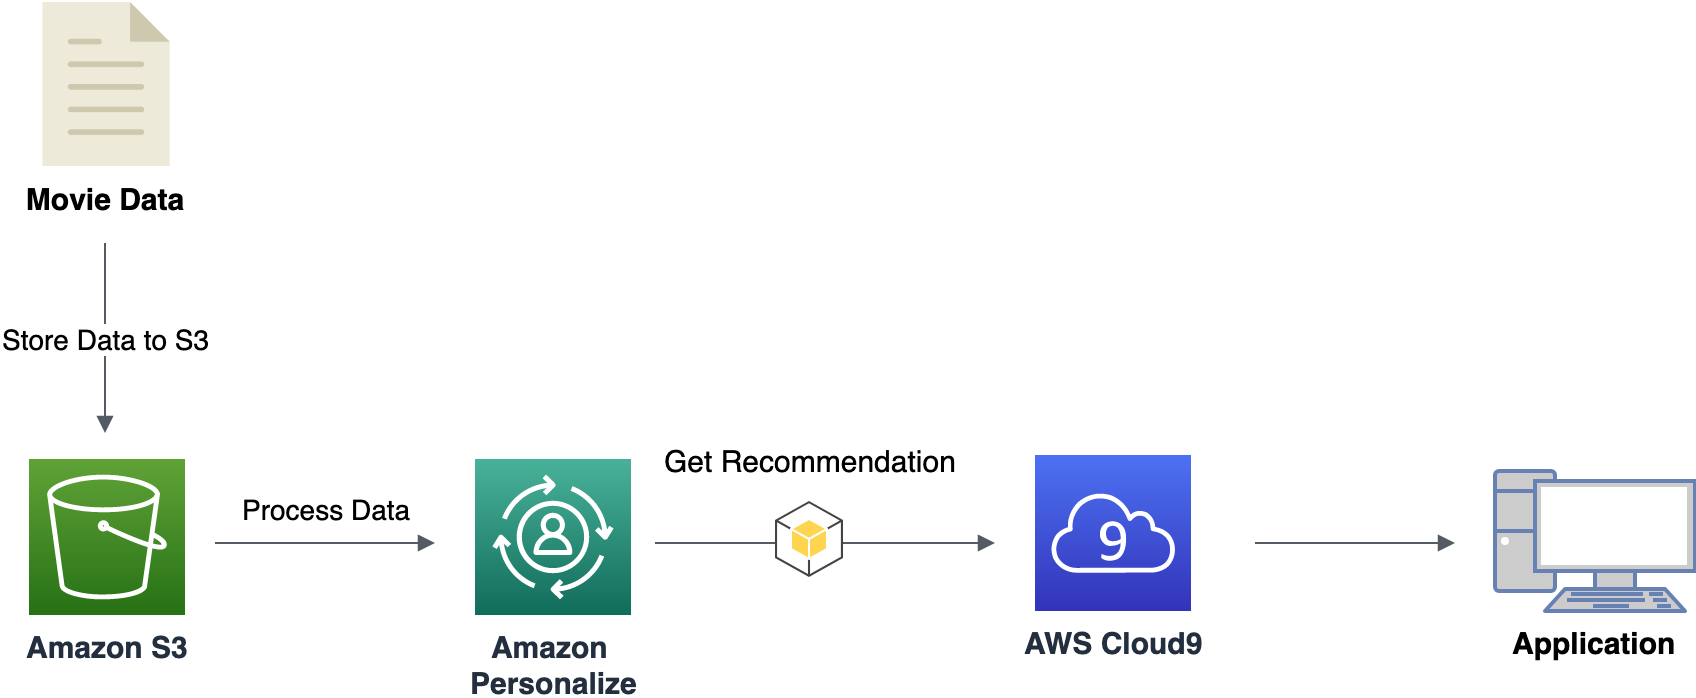 Movie Data
Store Data to S3
Process Data
Get Recommendation
9
Amazon S3
Amazon
Personalize
AWS Cloud9
Application